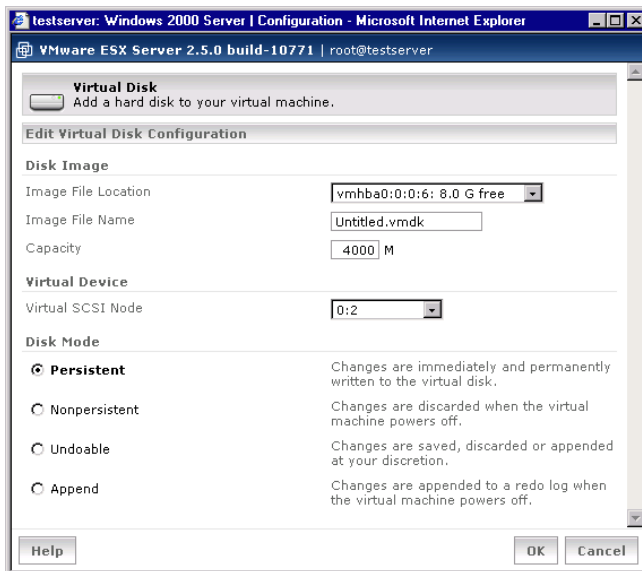 testserver: Windows 2000 Server | Configuration - Microsoft Internet Explorer
VMware ESX Server 2.5.0 build-10771 | root@testserver
Virtual Disk
Add a hard disk to your virtual machine.
Edit Virtual Disk Configuration
Disk Image
Image File Location vmhba0:0:0:6: 8.0 G free
Image File Name Untitled.vmdk
Capacity 4000 M
Virtual Device
Virtual SCSI Node 0:2
Disk Mode
Persistent Changes are immediately and permanently
written to the virtual disk.
Nonpersistent Changes are discarded when the virtual
machine powers off.
Undoable Changes are saved, discarded or appended
at your discretion.
Append Changes are appended to a redo log when
the virtual machine powers off.
Help OK Cancel